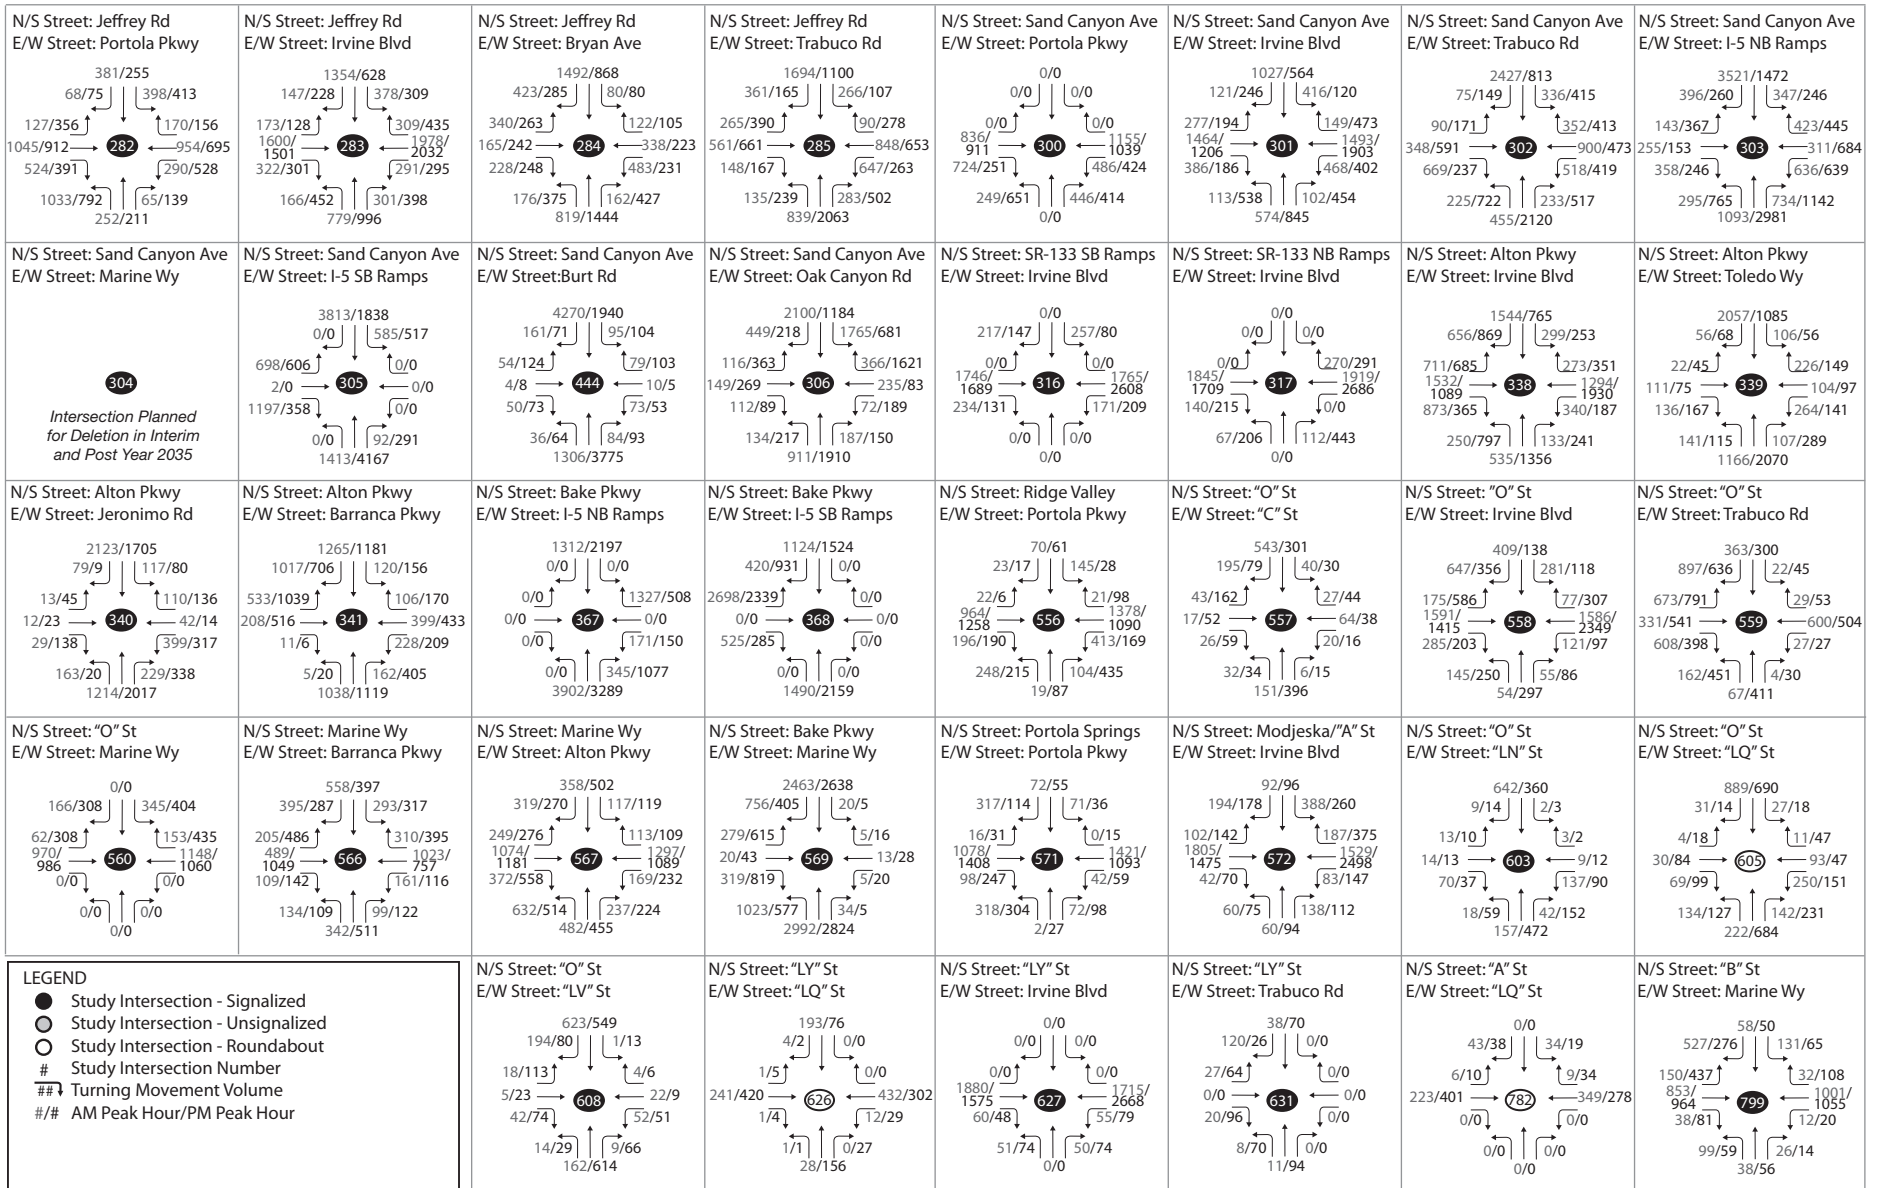 N/S Street: Jeffrey Rd
E/W Street: Portola Pkwy
381/255
68/75 398/413
127/356 170/156
1045/912 282 954/695
524/391 290/528
1033/792 65/139
252/211
N/S Street: Jeffrey Rd
E/W Street: Irvine Blvd
1354/628
147/228 378/309
173/128 309/435
1600/ 1978/
1501 283 2032
322/301 291/295
166/452 301/398
779/996
N/S Street: Jeffrey Rd
E/W Street: Bryan Ave
1492/868
423/285 80/80
340/263 122/105
165/242 284 338/223
228/248 483/231
176/375 162/427
819/1444
N/S Street: Jeffrey Rd
E/W Street: Trabuco Rd
1694/1100
361/165 266/107
265/390 90/278
561/661 285 848/653
148/167 647/263
135/239 283/502
839/2063
N/S Street: Sand Canyon Ave
E/W Street: Portola Pkwy
0/0
0/0 0/0
0/0 0/0
836/ 1155/
911 300 1039
724/251 486/424
249/651 446/414
0/0
N/S Street: Sand Canyon Ave
E/W Street: Irvine Blvd
1027/564
121/246 416/120
277/194 149/473
1464/ 1493/
1206 301 1903
386/186 468/402
113/538 102/454
574/845
N/S Street: Sand Canyon Ave
E/W Street: Trabuco Rd
2427/813
75/149 336/415
90/171 352/413
348/591 302 900/473
669/237 518/419
225/722 233/517
455/2120
N/S Street: Sand Canyon Ave
E/W Street: I-5 NB Ramps
3521/1472
396/260 347/246
143/367 423/445
255/153 303 311/684
358/246 636/639
295/765 734/1142
1093/2981
N/S Street: Sand Canyon Ave
E/W Street: Marine Wy
304
Intersection Planned
for Deletion in Interim
and Post Year 2035
N/S Street: Sand Canyon Ave
E/W Street: I-5 SB Ramps
3813/1838
0/0 585/517
698/606 0/0
2/0 305 0/0
1197/358 0/0
0/0 92/291
1413/4167
N/S Street: Sand Canyon Ave
E/W Street:Burt Rd
4270/1940
161/71 95/104
54/124 79/103
4/8 444 10/5
50/73 73/53
36/64 84/93
1306/3775
N/S Street: Sand Canyon Ave
E/W Street: Oak Canyon Rd
2100/1184
449/218 1765/681
116/363 366/1621
149/269 306 235/83
112/89 72/189
134/217 187/150
911/1910
N/S Street: SR-133 SB Ramps
E/W Street: Irvine Blvd
0/0
217/147 257/80
0/0 0/0
1746/ 1765/
1689 316 2608
234/131 171/209
0/0 0/0
0/0
N/S Street: SR-133 NB Ramps
E/W Street: Irvine Blvd
0/0
0/0 0/0
0/0 270/291
1845/ 1919/
1709 317 2686
140/215 0/0
67/206 112/443
0/0
N/S Street: Alton Pkwy
E/W Street: Irvine Blvd
1544/765
656/869 299/253
711/685 273/351
1532/ 1294/
1089 338 1930
873/365 340/187
250/797 133/241
535/1356
N/S Street: Alton Pkwy
E/W Street: Toledo Wy
2057/1085
56/68 106/56
22/45 226/149
111/75 339 104/97
136/167 264/141
141/115 107/289
1166/2070
N/S Street: Alton Pkwy
E/W Street: Jeronimo Rd
2123/1705
79/9 117/80
13/45 110/136
12/23 340 42/14
29/138 399/317
163/20 229/338
1214/2017
N/S Street: Alton Pkwy
E/W Street: Barranca Pkwy
1265/1181
1017/706 120/156
533/1039 106/170
208/516 341 399/433
11/6 228/209
5/20 162/405
1038/1119
N/S Street: Bake Pkwy
E/W Street: I-5 NB Ramps
1312/2197
0/0 0/0
0/0 1327/508
0/0 367 0/0
0/0 171/150
0/0 345/1077
3902/3289
N/S Street: Bake Pkwy
E/W Street: I-5 SB Ramps
1124/1524
420/931 0/0
2698/2339 0/0
0/0 368 0/0
525/285 0/0
0/0 0/0
1490/2159
N/S Street: Ridge Valley
E/W Street: Portola Pkwy
70/61
23/17 145/28
22/6 21/98
964/ 1378/
1258 556 1090
196/190 413/169
248/215 104/435
19/87
N/S Street: “O” St
E/W Street: “C” St
543/301
195/79 40/30
43/162 27/44
17/52 557 64/38
26/59 20/16
32/34 6/15
151/396
N/S Street: ”O” St
E/W Street: Irvine Blvd
409/138
647/356 281/118
175/586 77/307
1591/ 1586/
1415 558 2349
285/203 121/97
145/250 55/86
54/297
N/S Street: “O” St
E/W Street: Trabuco Rd
363/300
897/636 22/45
673/791 29/53
331/541 559 600/504
608/398 27/27
162/451 4/30
67/411
N/S Street: “O” St
E/W Street: Marine Wy
0/0
166/308 345/404
62/308 153/435
970/ 1148/
986 560 1060
0/0 0/0
0/0 0/0
0/0
N/S Street: Marine Wy
E/W Street: Barranca Pkwy
558/397
395/287 293/317
205/486 310/395
489/ 1023/
1049 566 757
109/142 161/116
134/109 99/122
342/511
N/S Street: Marine Wy
E/W Street: Alton Pkwy
358/502
319/270 117/119
249/276 113/109
1074/ 1297/
1181 567 1089
372/558 169/232
632/514 237/224
482/455
N/S Street: Bake Pkwy
E/W Street: Marine Wy
2463/2638
756/405 20/5
279/615 5/16
20/43 569 13/28
319/819 5/20
1023/577 34/5
2992/2824
N/S Street: Portola Springs
E/W Street: Portola Pkwy
72/55
317/114 71/36
16/31 0/15
1078/ 1421/
1408 571 1093
98/247 42/59
318/304 72/98
2/27
N/S Street: Modjeska/”A” St
E/W Street: Irvine Blvd
92/96
194/178 388/260
102/142 187/375
1805/ 1529/
1475 572 2498
42/70 83/147
60/75 138/112
60/94
N/S Street: “O” St
E/W Street: “LN” St
642/360
9/14 2/3
13/10 3/2
14/13 603 9/12
70/37 137/90
18/59 42/152
157/472
N/S Street: “O” St
E/W Street: “LQ” St
889/690
31/14 27/18
4/18 11/47
30/84 605 93/47
69/99 250/151
134/127 142/231
222/684
LEGEND
Study Intersection - Signalized
Study Intersection - Unsignalized
Study Intersection - Roundabout
# Study Intersection Number
## Turning Movement Volume
#/# AM Peak Hour/PM Peak Hour
N/S Street: “O” St
E/W Street: “LV” St
623/549
194/80 1/13
18/113 4/6
5/23 608 22/9
42/74 52/51
14/29 9/66
162/614
N/S Street: “LY” St
E/W Street: “LQ” St
193/76
4/2 0/0
1/5 0/0
241/420 626 432/302
1/4 12/29
1/1 0/27
28/156
N/S Street: “LY” St
E/W Street: Irvine Blvd
0/0
0/0 0/0
0/0 0/0
1880/ 1715/
1575 627 2668
60/48 55/79
51/74 50/74
0/0
N/S Street: “LY” St
E/W Street: Trabuco Rd
38/70
120/26 0/0
27/64 0/0
0/0 631 0/0
20/96 0/0
8/70 0/0
11/94
N/S Street: “A” St
E/W Street: “LQ” St
0/0
43/38 34/19
6/10 9/34
223/401 782 349/278
0/0 0/0
0/0 0/0
0/0
N/S Street: “B” St
E/W Street: Marine Wy
58/50
527/276 131/65
150/437 32/108
853/ 1001/
964 799 1055
38/81 12/20
99/59 26/14
38/56